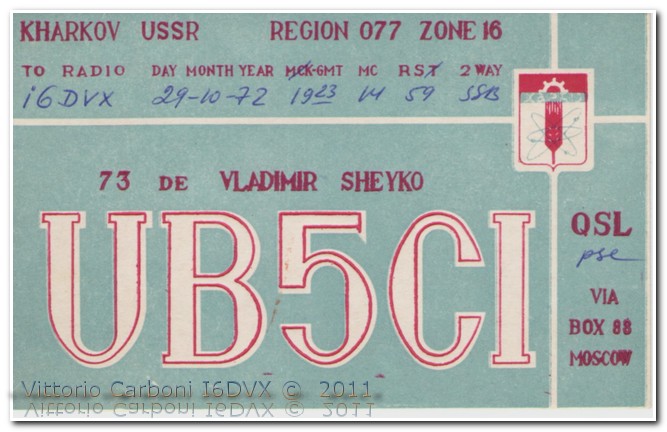 KHARKOV USSR REGION 077 ZONE 16
TO RADIO DAY MONTH YEAR MCK-GMT MC RST 2 WAY
i6DVX 29-10-72 1923 14 59 SSB
73 DE VLADIMIR SHEYKO
UB5CI
QSL
pse
VIA
BOX 88
MOSCOW
Vittorio Carboni I6DVX © 2011